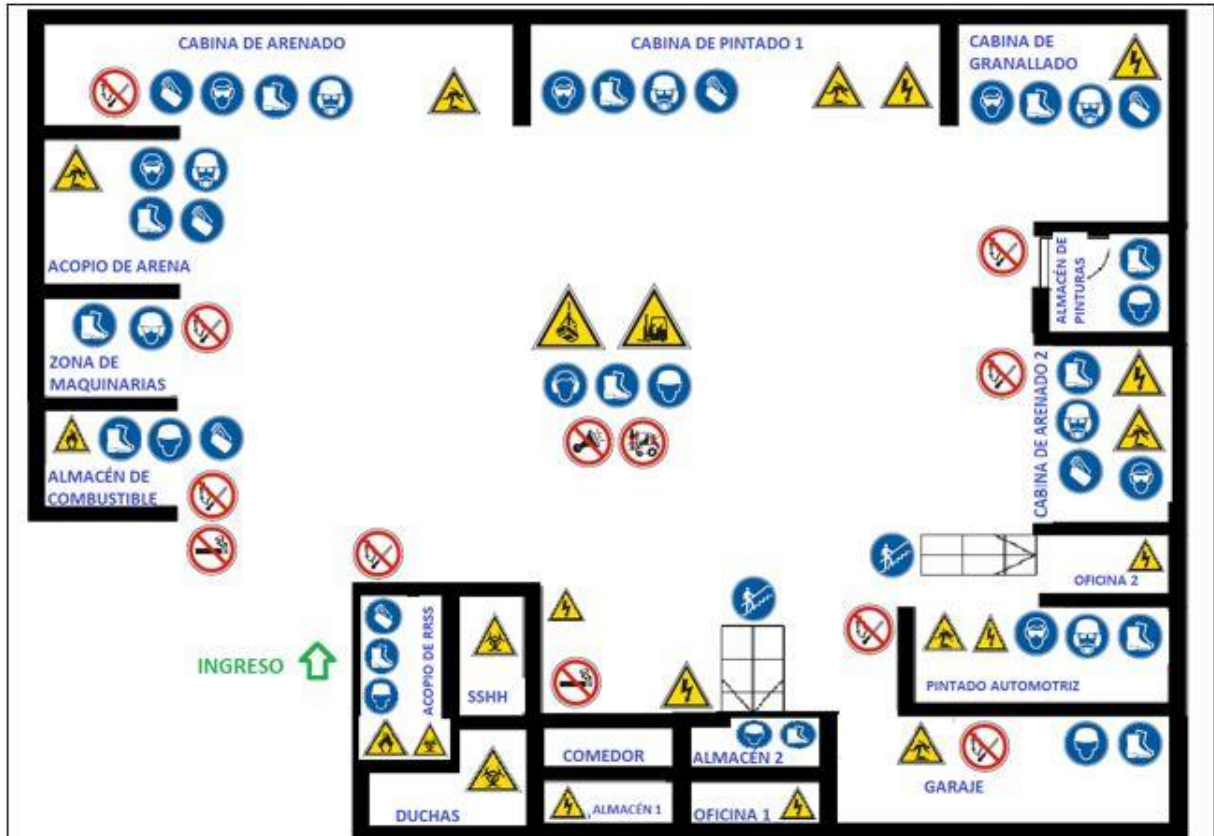 CABINA DE ARENADO
CABINA DE PINTADO 1
CABINA DE
GRANALLADO
ACOPIO DE ARENA
ALMACÉN DE
PINTURAS
ZONA DE
MAQUINARIAS
CABINA DE ARENADO 2
ALMACÉN DE
COMBUSTIBLE
OFICINA 2
INGRESO
ACOPIO DE RRSS
SSHH
PINTADO AUTOMOTRIZ
COMEDOR
ALMACÉN 2
GARAJE
DUCHAS
, ALMACÉN 1
OFICINA 1